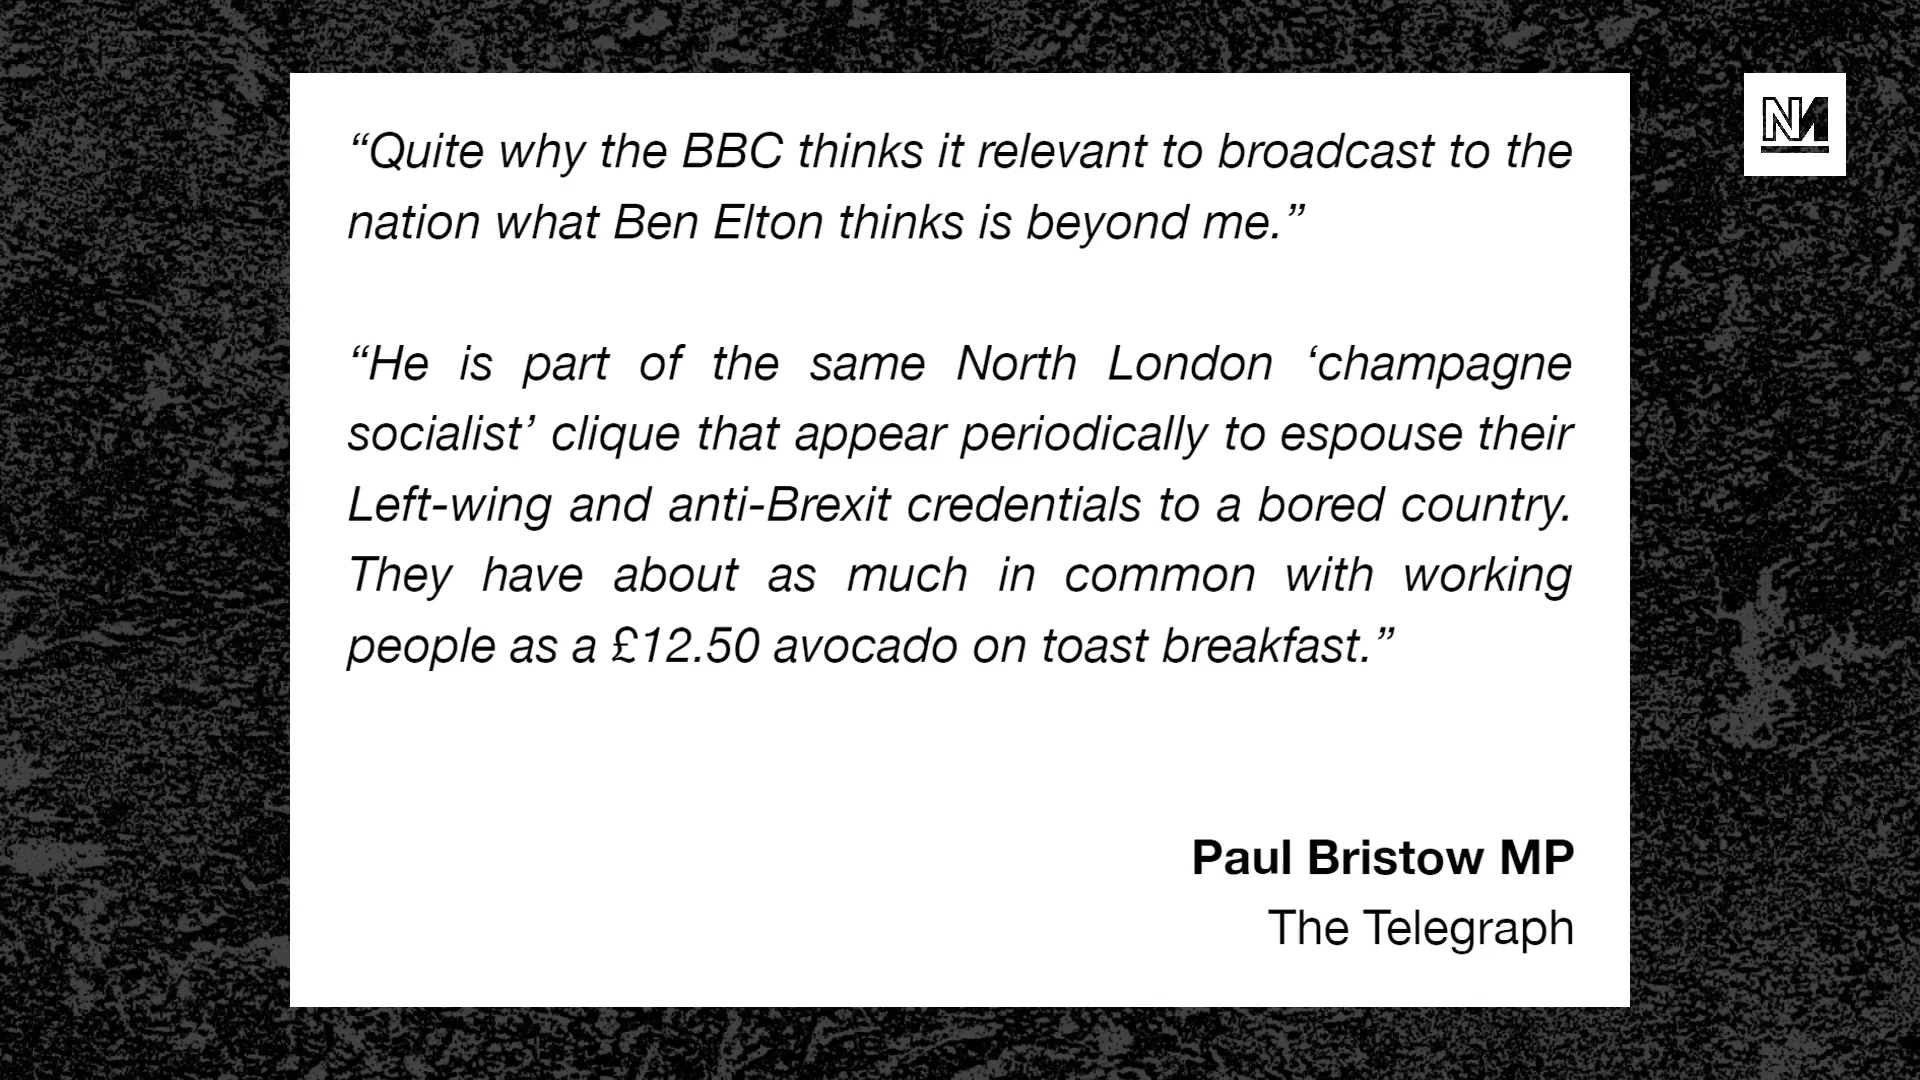 “Quite why the BBC thinks it relevant to broadcast to the
nation what Ben Elton thinks is beyond me.”
“He is part of the same North London ‘champagne
socialist’ clique that appear periodically to espouse their
Left-wing and anti-Brexit credentials to a bored country.
They have about as much in common with working
people as a £12.50 avocado on toast breakfast.”
Paul Bristow MP
The Telegraph
NM